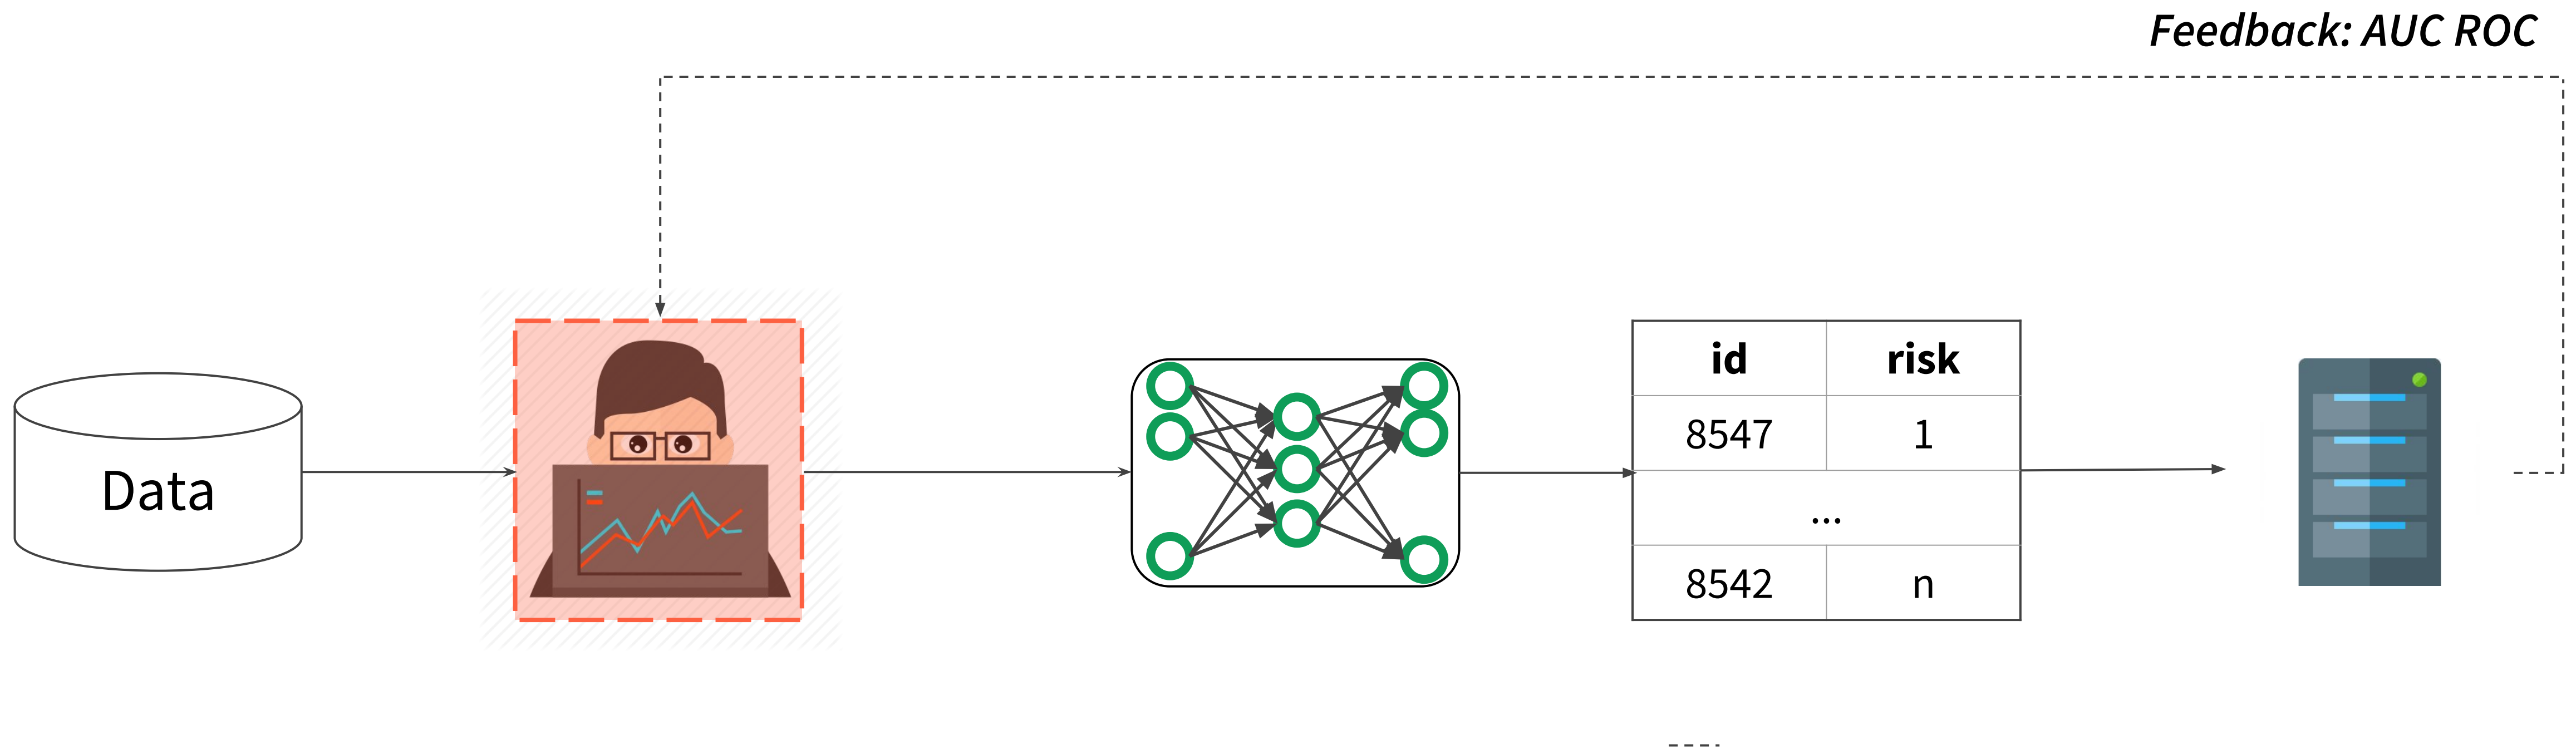 Feedback: AUC ROC
Data
id risk
8547 1
...
8542 n